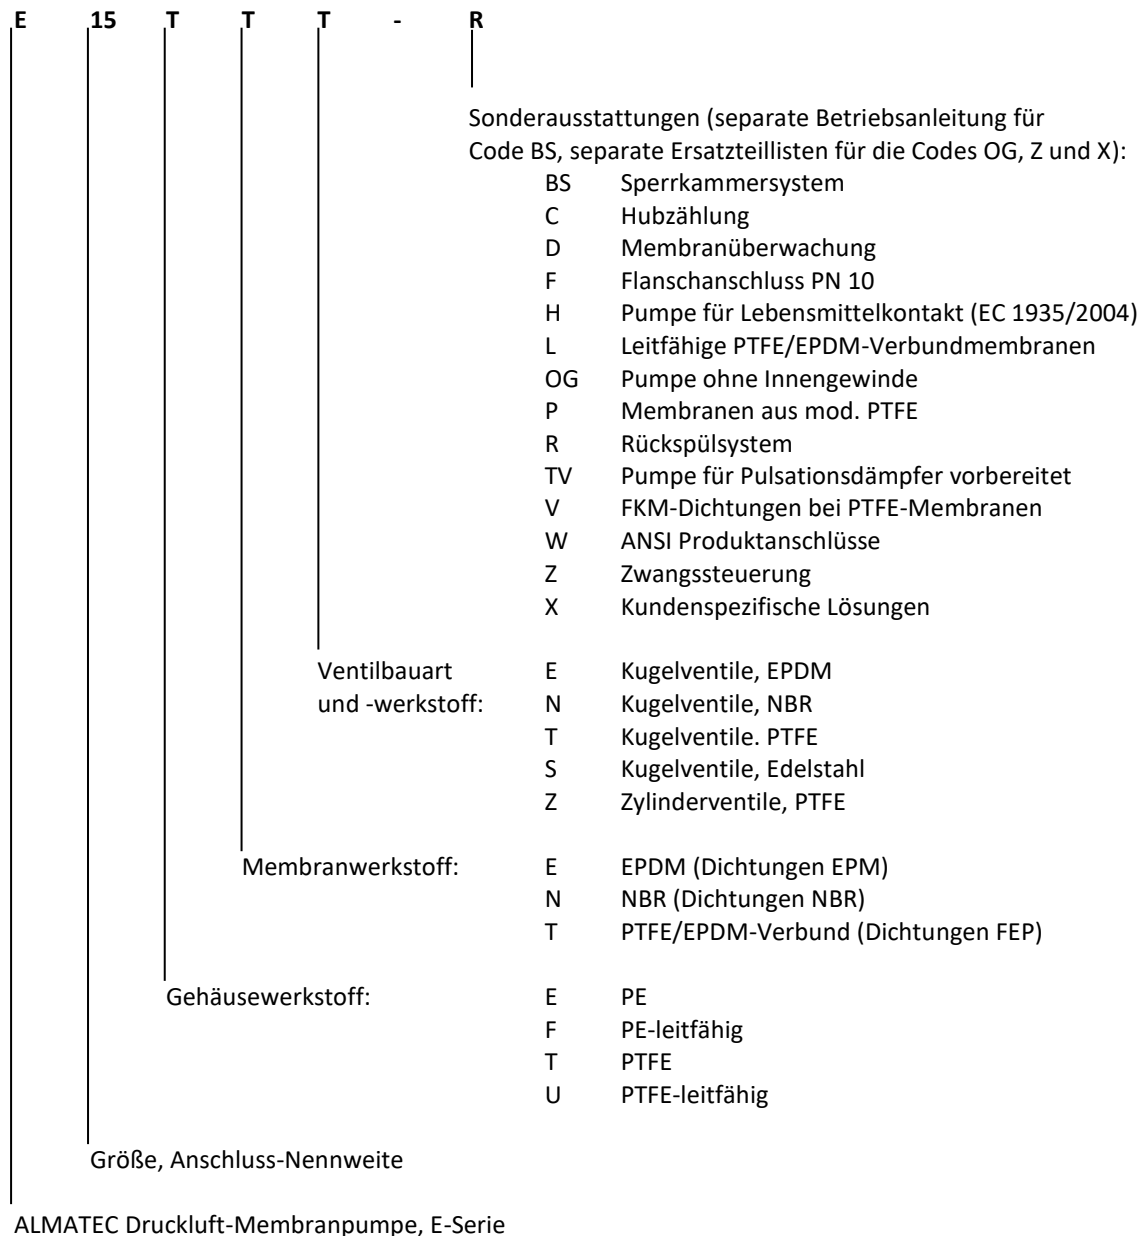 E 15 T T T - R
Sonderausstattungen (separate Betriebsanleitung für
Code BS, separate Ersatzteillisten für die Codes OG, Z und X):
BS Sperrkammersystem
C Hubzählung
D Membranüberwachung
F Flanschanschluss PN 10
H Pumpe für Lebensmittelkontakt (EC 1935/2004)
L Leitfähige PTFE/EPDM-Verbundmembranen
OG Pumpe ohne Innengewinde
P Membranen aus mod. PTFE
R Rückspülsystem
TV Pumpe für Pulsationsdämpfer vorbereitet
V FKM-Dichtungen bei PTFE-Membranen
W ANSI Produktanschlüsse
Z Zwangssteuerung
X Kundenspezifische Lösungen
Ventilbauart E Kugelventile, EPDM
und -werkstoff: N Kugelventile, NBR
T Kugelventile. PTFE
S Kugelventile, Edelstahl
Z Zylinderventile, PTFE
Membranwerkstoff: E EPDM (Dichtungen EPM)
N NBR (Dichtungen NBR)
T PTFE/EPDM-Verbund (Dichtungen FEP)
Gehäusewerkstoff: E PE
F PE-leitfähig
T PTFE
U PTFE-leitfähig
Größe, Anschluss-Nennweite
ALMATEC Druckluft-Membranpumpe, E-Serie